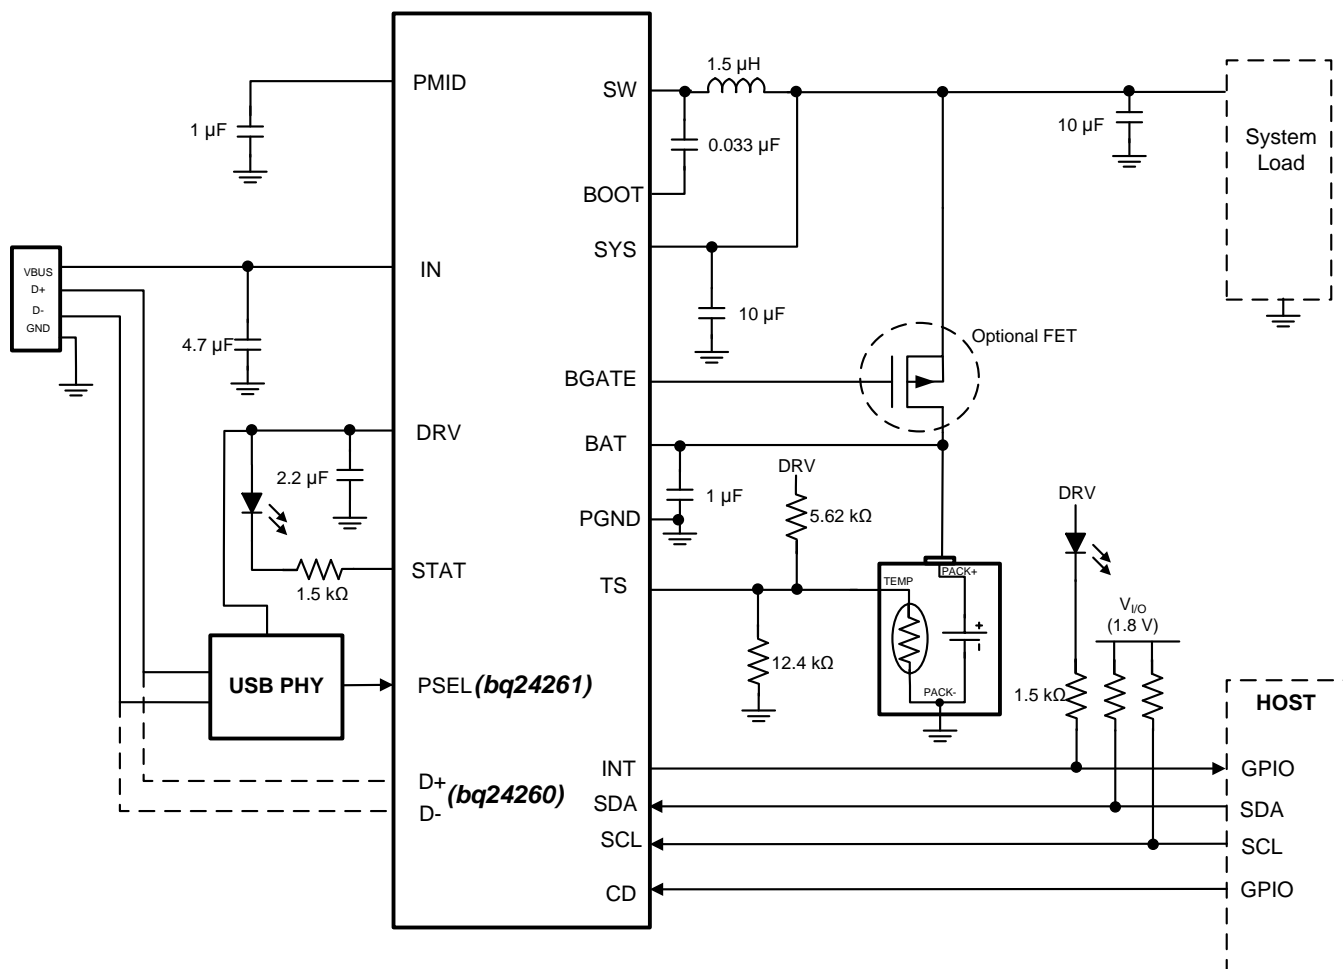 PMID
1 µF
SW
1.5 µH
0.033 µF
BOOT
SYS
10 µF
10 µF
System
Load
VBUS
D+
D-
GND
IN
4.7 µF
Optional FET
BGATE
DRV
2.2 µF
BAT
1 µF
PGND
DRV
5.62 kΩ
STAT
1.5 kΩ
TS
12.4 kΩ
TEMP
PACK+
+
-
PACK-
DRV
VI/O
(1.8 V)
1.5 kΩ
USB PHY
PSEL (bq24261)
D+
D-
(bq24260)
INT
SDA
SCL
CD
HOST
GPIO
SDA
SCL
GPIO